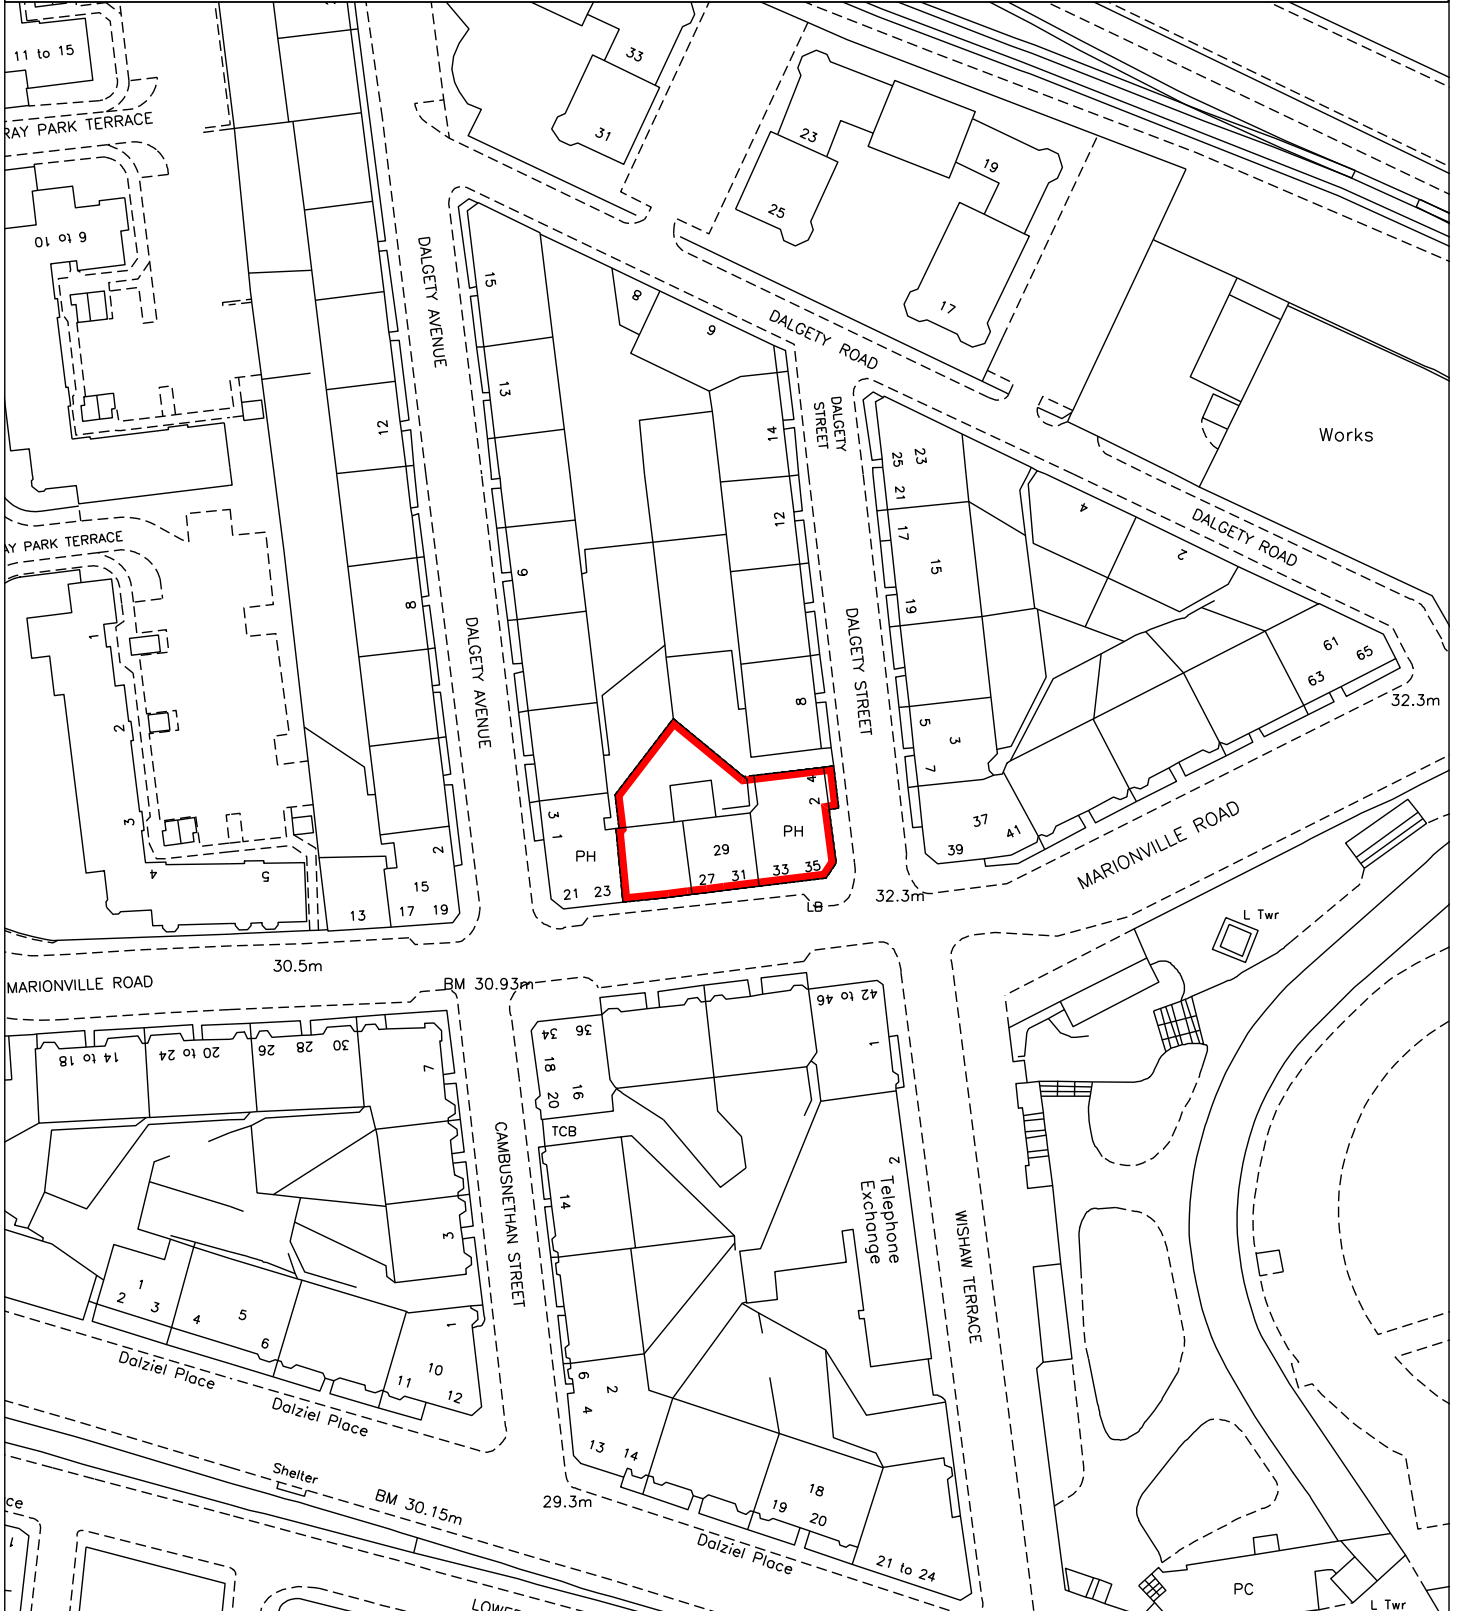 11 to 15
33
RAY PARK TERRACE
31
23
19
25
6 to 10
DALGETY AVENUE
15
8
9
17
DALGETY ROAD
13
12
14
DALGETY
STREET
Works
23
25
21
4
DALGETY ROAD
2
12
17
AY PARK TERRACE
15
9
8
19
DALGETY AVENUE
DALGETY STREET
1
61
65
63
32.3m
8
2
5
3
7
4
2
3
1
3
PH
37
41
39
MARIONVILLE ROAD
2
PH
29
27
31
33
35
4
5
15
21
23
13
17
19
LB
32.3m
L Twr
30.5m
MARIONVILLE ROAD
BM 30.93m
42 to 46
34
36
14 to 18
20 to 24
26
28
30
7
18
16
20
1
TCB
CAMBUSNETHAN STREET
14
2
Telephone
Exchange
WISHAW TERRACE
3
1
2
3
4
5
6
1
10
11
12
Dalziel Place
Dalziel Place
6
2
4
13
14
Shelter
BM 30.15m
29.3m
18
19
20
Dalziel Place
21 to 24
ce
1
PC
L Twr
LOWE